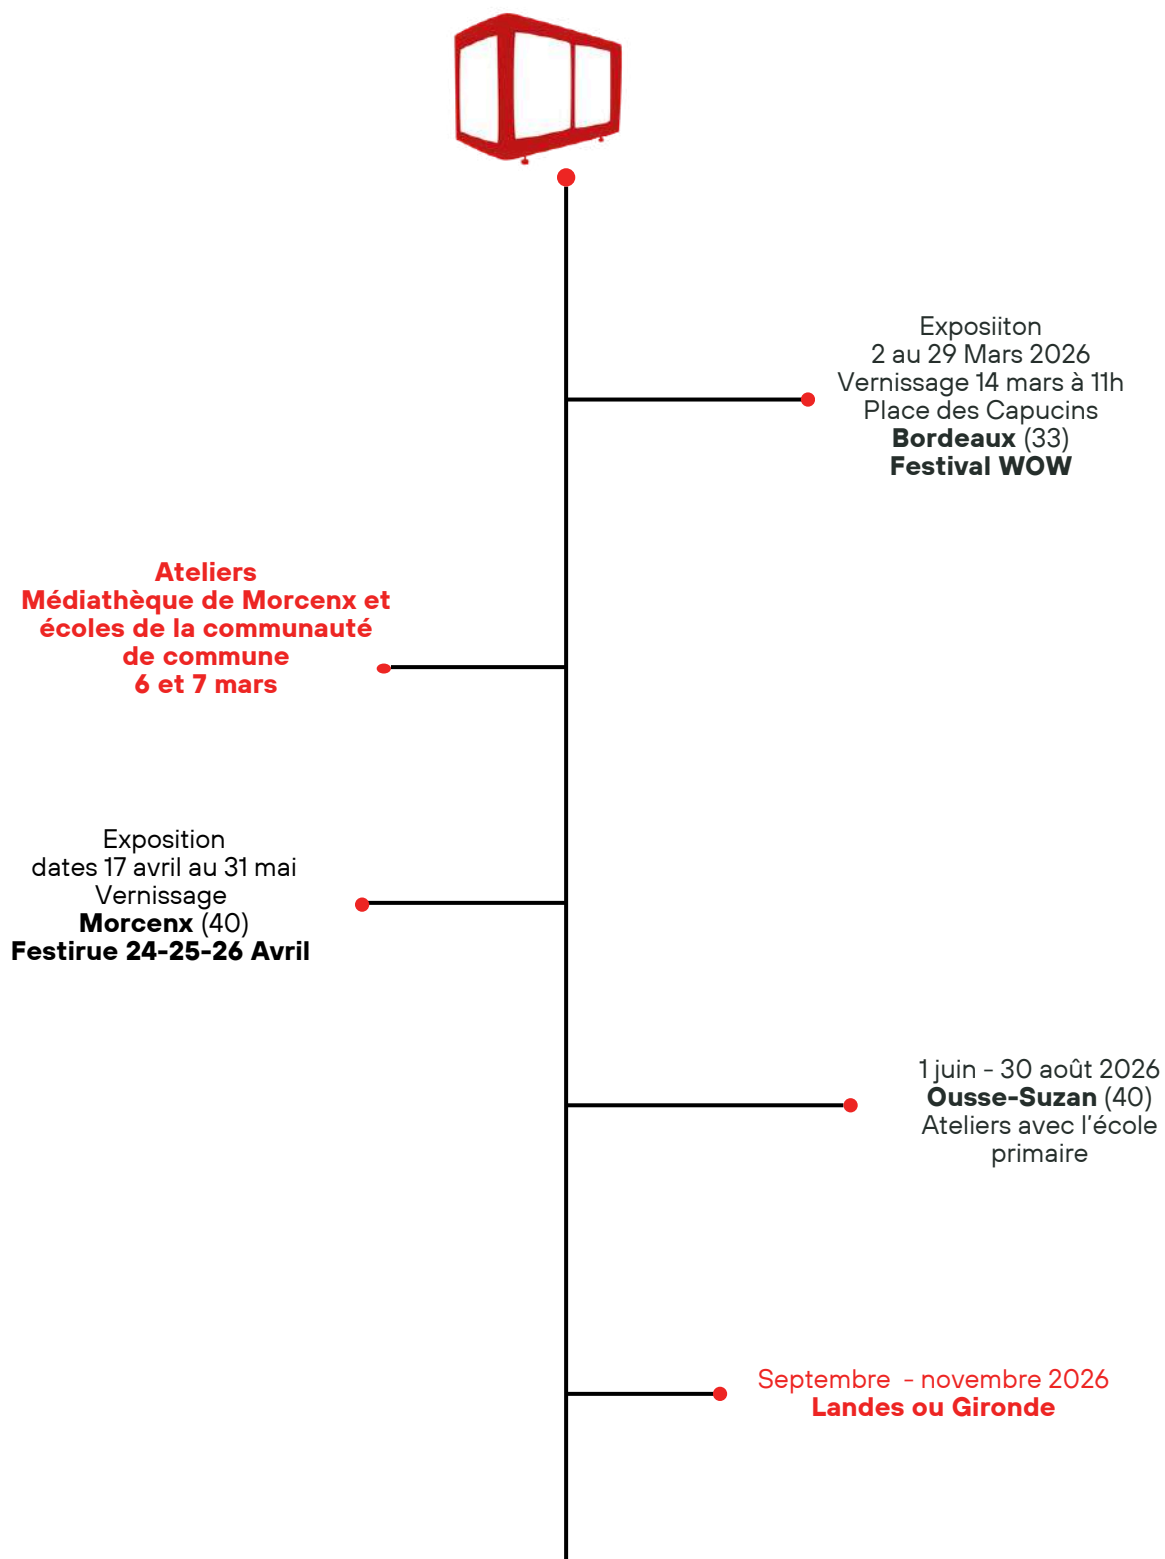 Exposiiton
2 au 29 Mars 2026
Vernissage 14 mars à 11h
Place des Capucins
Bordeaux (33)
Festival WOW
Ateliers
Médiathèque de Morcenx et
écoles de la communauté
de commune
6 et 7 mars
Exposition
dates 17 avril au 31 mai
Vernissage
Morcenx (40)
Festirue 24-25-26 Avril
1 juin - 30 août 2026
Ousse-Suzan (40)
Ateliers avec l'école
primaire
Septembre - novembre 2026
Landes ou Gironde